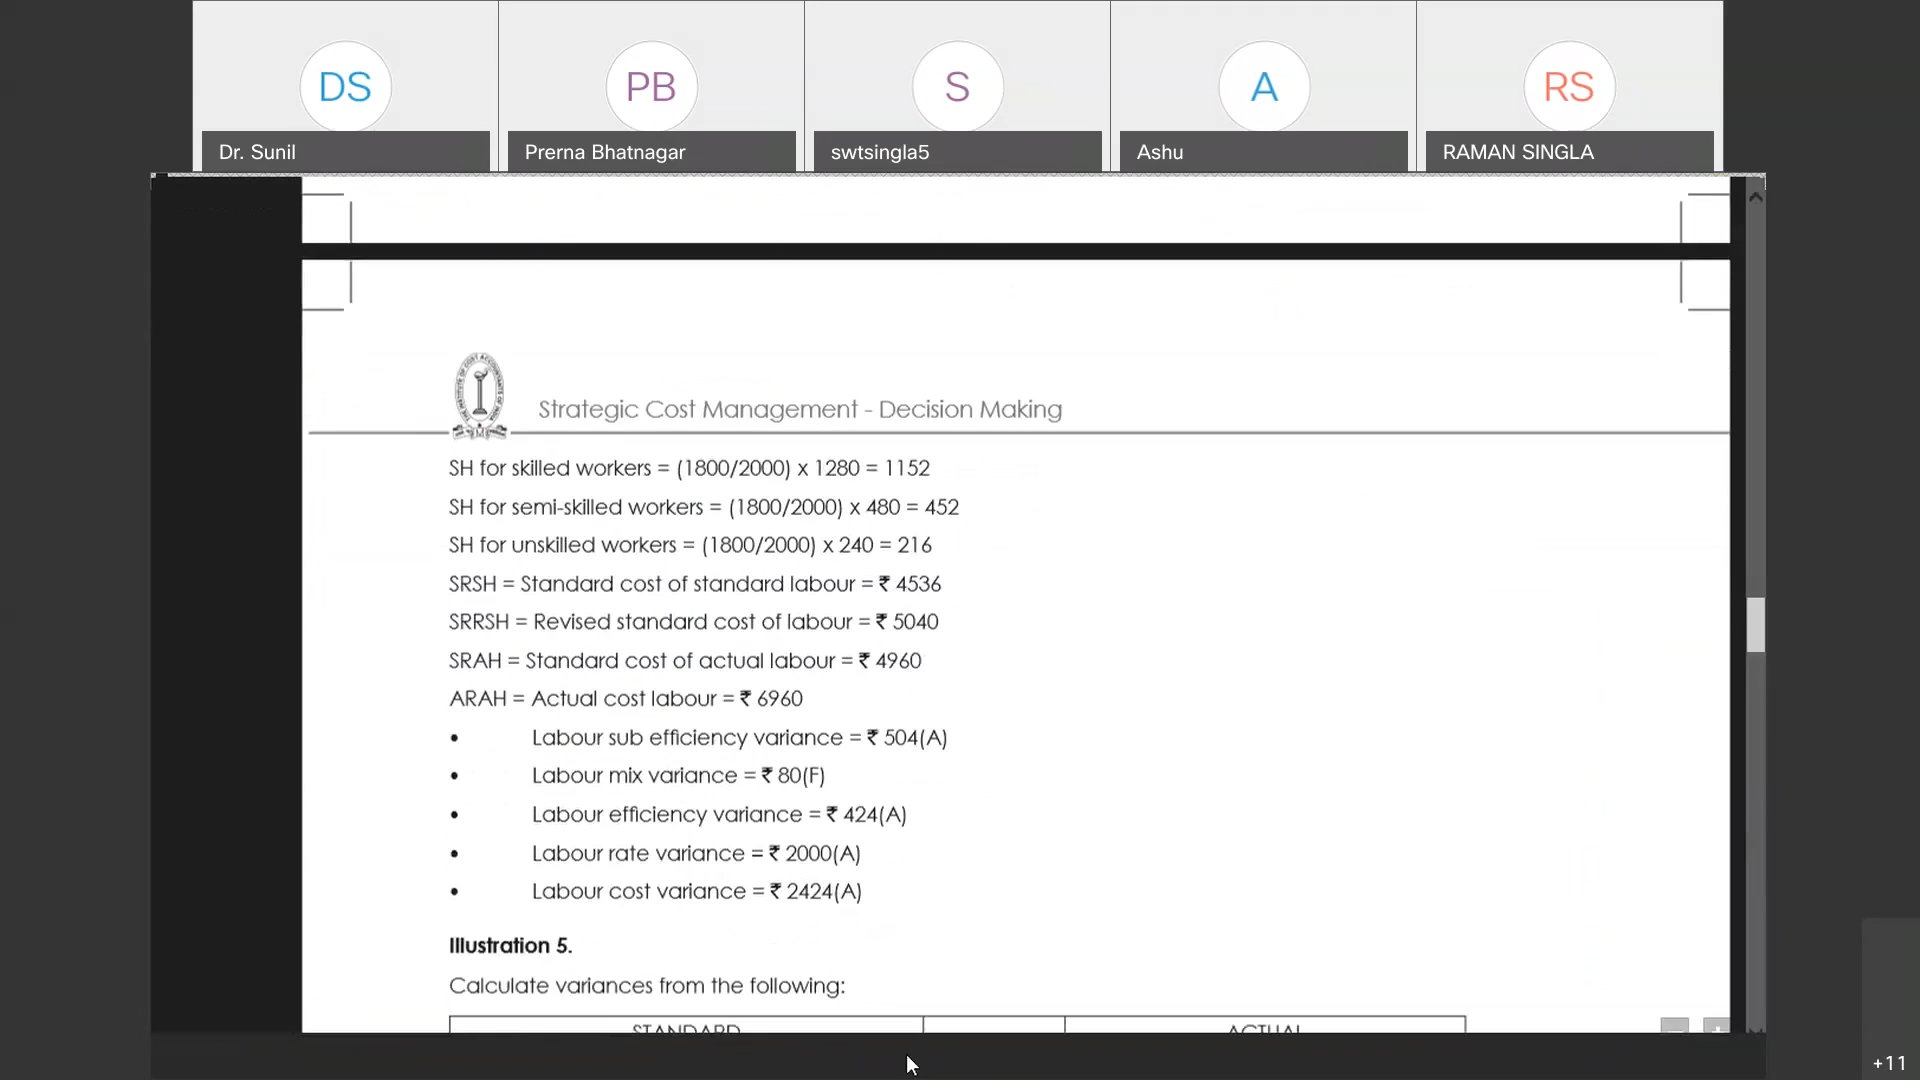 DS
PB
S
A
RS
Dr. Sunil
Prerna Bhatnagar
swtsingla5
Ashu
RAMAN SINGLA
Strategic Cost Management - Decision Making
SH for skilled workers = (1800/2000) x 1280 = 1152
SH for semi-skilled workers = (1800/2000) x 480 = 452
SH for unskilled workers = (1800/2000) x 240 = 216
SRSH = Standard cost of standard labour = ₹ 4536
SRRSH = Revised standard cost of labour = ₹ 5040
SRAH = Standard cost of actual labour = ₹ 4960
ARAH = Actual cost labour = ₹ 6960
• Labour sub efficiency variance = ₹ 504(A)
• Labour mix variance = ₹ 80(F)
• Labour efficiency variance = ₹ 424(A)
• Labour rate variance = ₹ 2000(A)
• Labour cost variance = ₹ 2424(A)
Illustration 5.
Calculate variances from the following:
STANDARD ACTUAL
+11